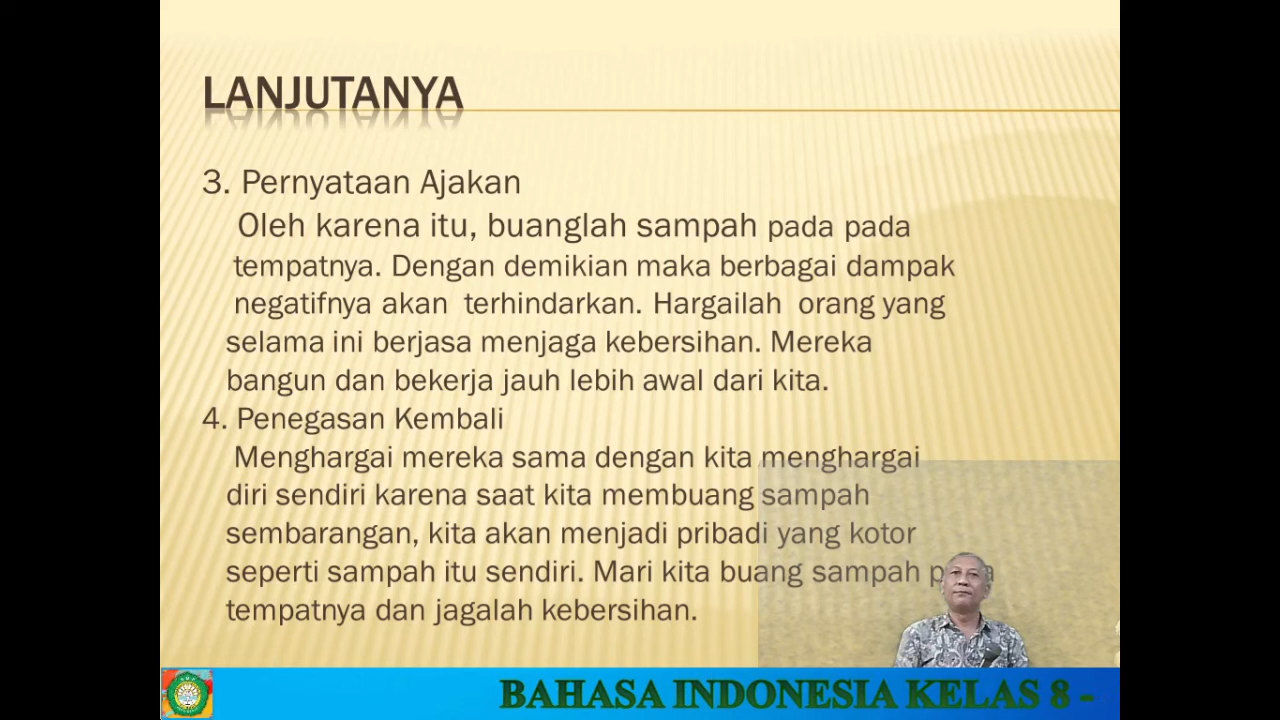 LANJUTANYA
3. Pernyataan Ajakan
Oleh karena itu, buanglah sampah pada pada
tempatnya. Dengan demikian maka berbagai dampak
negatifnya akan terhindarkan. Hargailah orang yang
selama ini berjasa menjaga kebersihan. Mereka
bangun dan bekerja jauh lebih awal dari kita.
4. Penegasan Kembali
Menghargai mereka sama dengan kita menghargai
diri sendiri karena saat kita membuang sampah
sembarangan, kita akan menjadi pribadi yang kotor
seperti sampah itu sendiri. Mari kita buang sampah
tempatnya dan jagalah kebersihan.
BAHASA INDONESIA KELAS 8 -